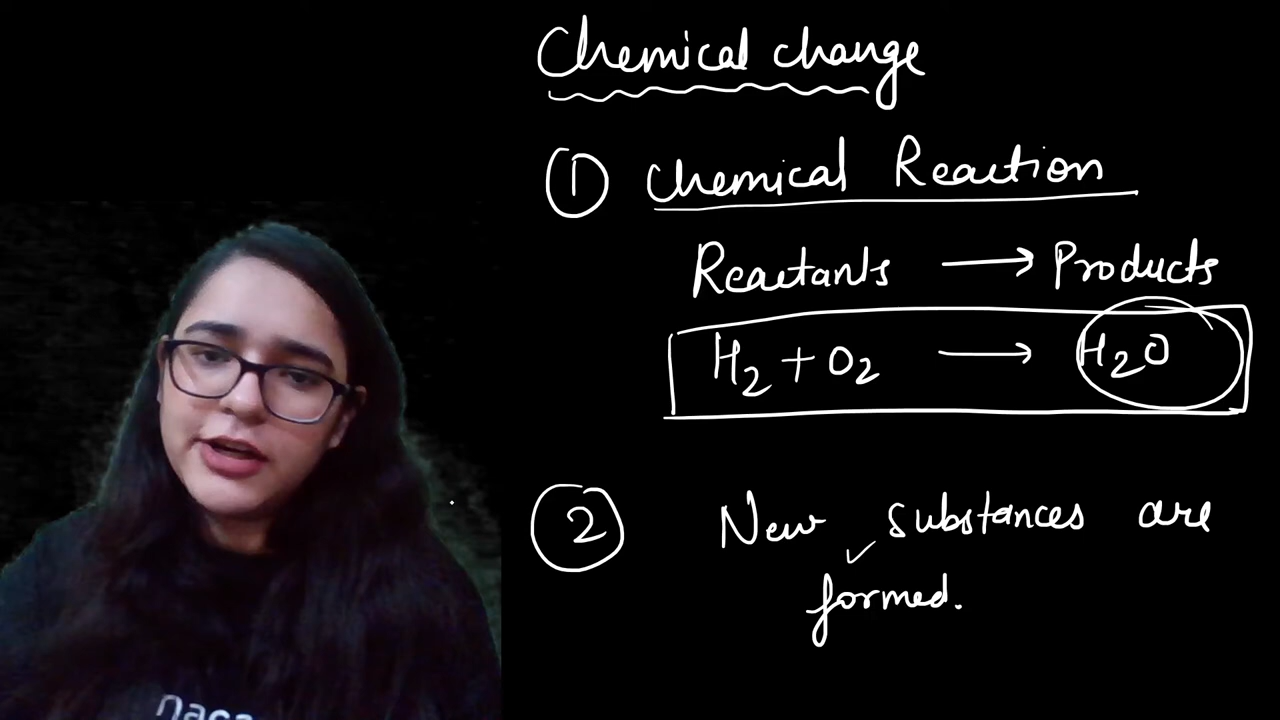 Chemical change
① Chemical Reaction
Reactants → Products
H₂ + O₂ → H₂O
② New substances are
formed.